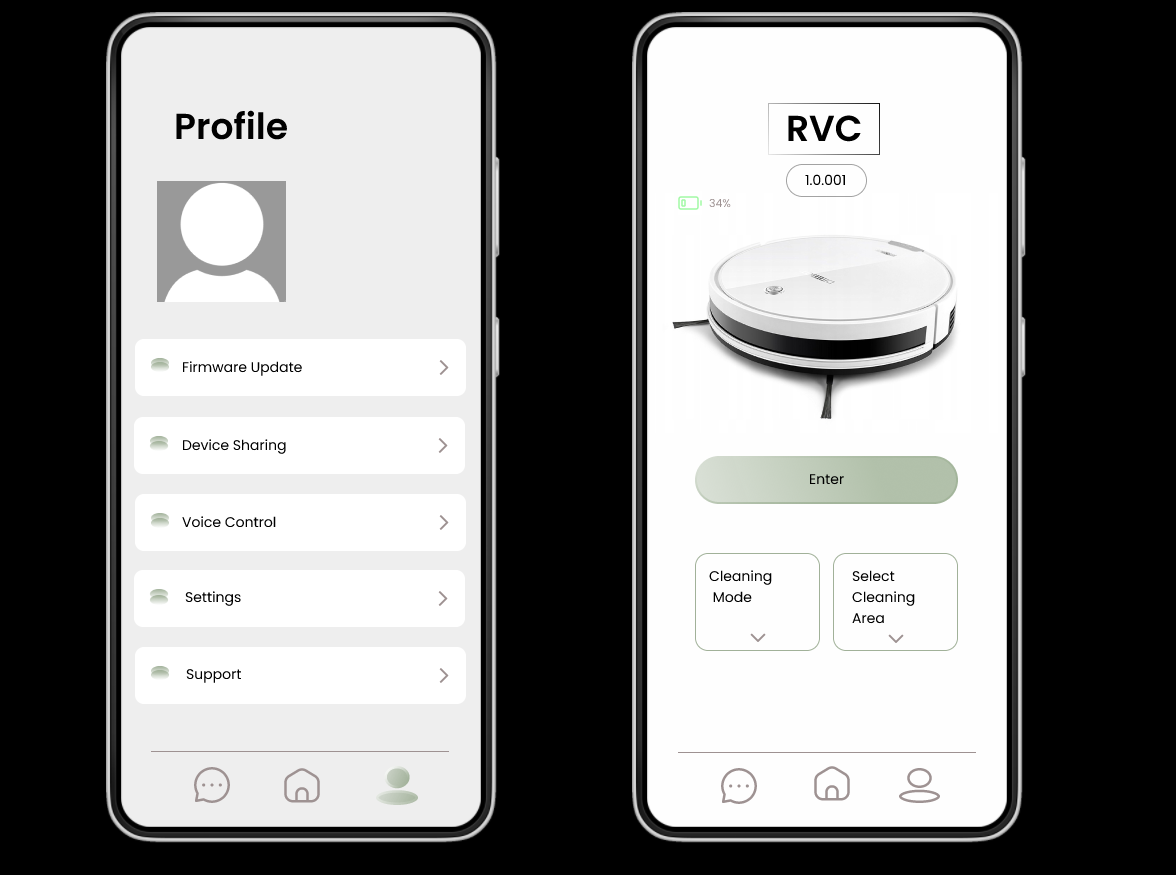 Profile
Firmware Update
Device Sharing
Voice Control
Settings
Support
RVC
1.0.001
34%
Enter
Cleaning
Mode
Select
Cleaning
Area